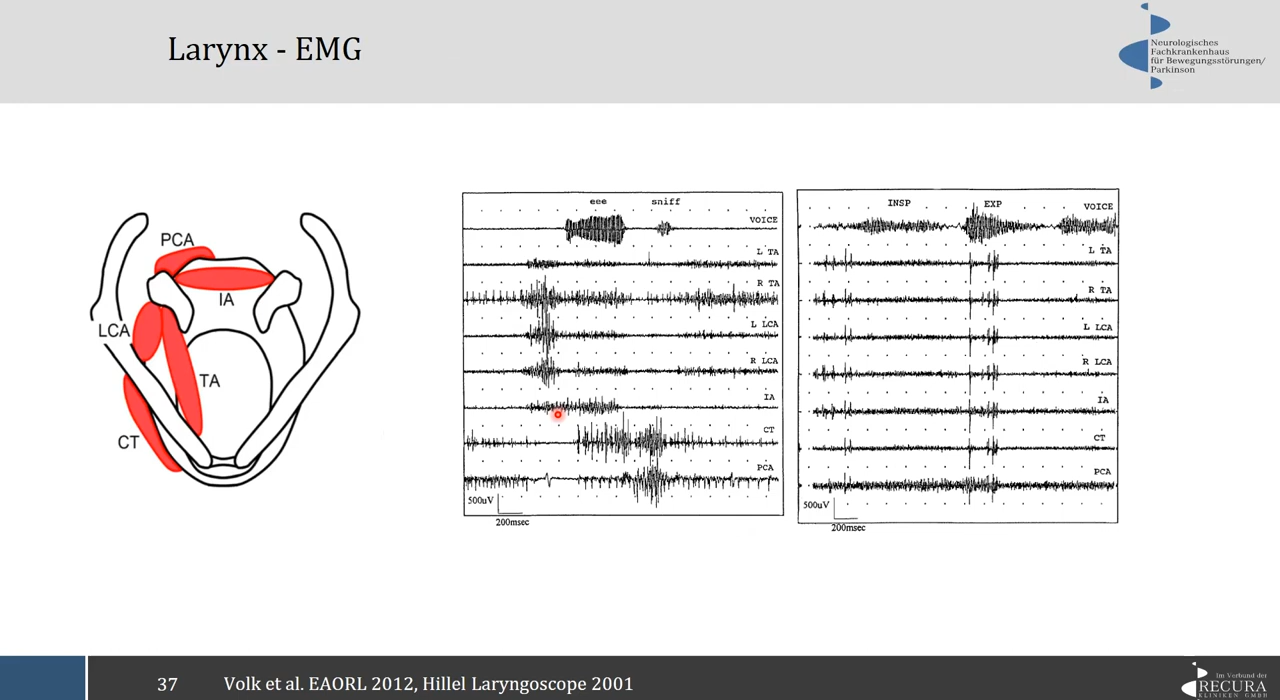 Larynx - EMG
Neurologisches
Fachkrankenhaus
für Bewegungsstörungen/
Parkinson
PCA
IA
LCA
TA
CT
eee sniff
VOICE
L TA
R TA
L LCA
R LCA
IA
CT
PCA
500uV
200msec
INSP EXP
VOICE
L TA
R TA
L LCA
R LCA
IA
CT
PCA
500uV
200msec
37 Volk et al. EAORL 2012, Hillel Laryngoscope 2001
Im Verbund der
RECURA
KLINIKEN GMBH